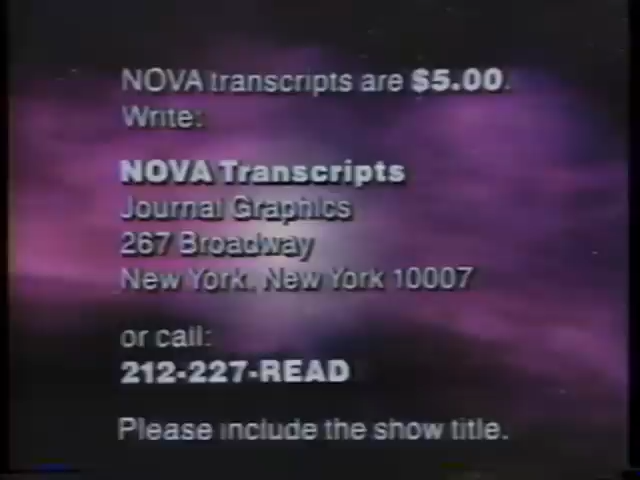 NOVA transcripts are $5.00.
Write:
NOVA Transcripts
Journal Graphics
267 Broadway
New York, New York 10007
or call:
212-227-READ
Please include the show title.